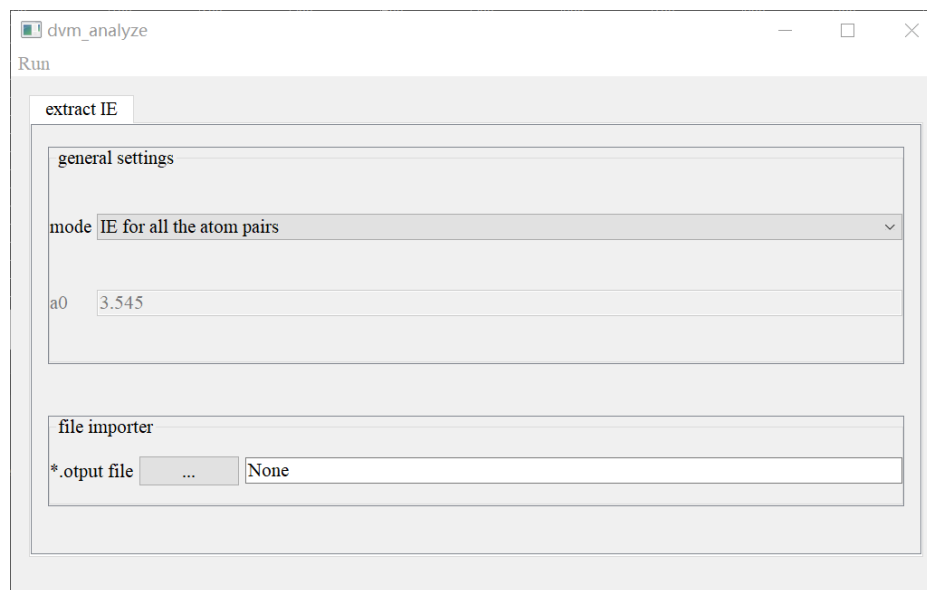 dvm_analyze
Run
extract IE
general settings
mode IE for all the atom pairs
a0 3.545
file importer
*.otput file ... None